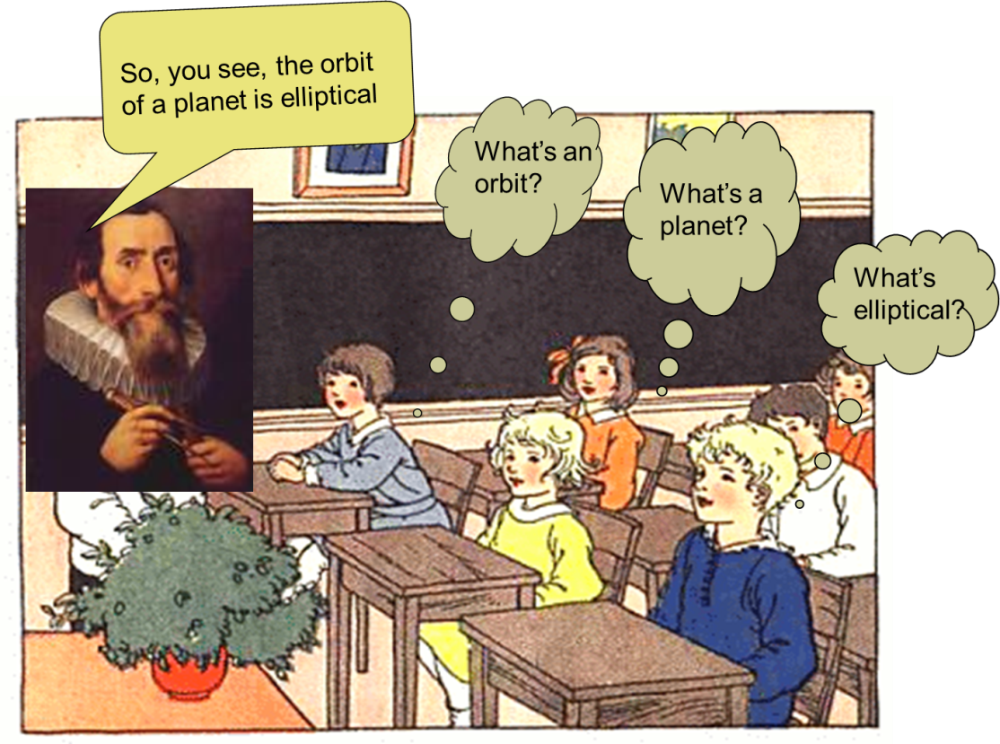 So, you see, the orbit
of a planet is elliptical
What's an
orbit?
What's a
planet?
What's
elliptical?